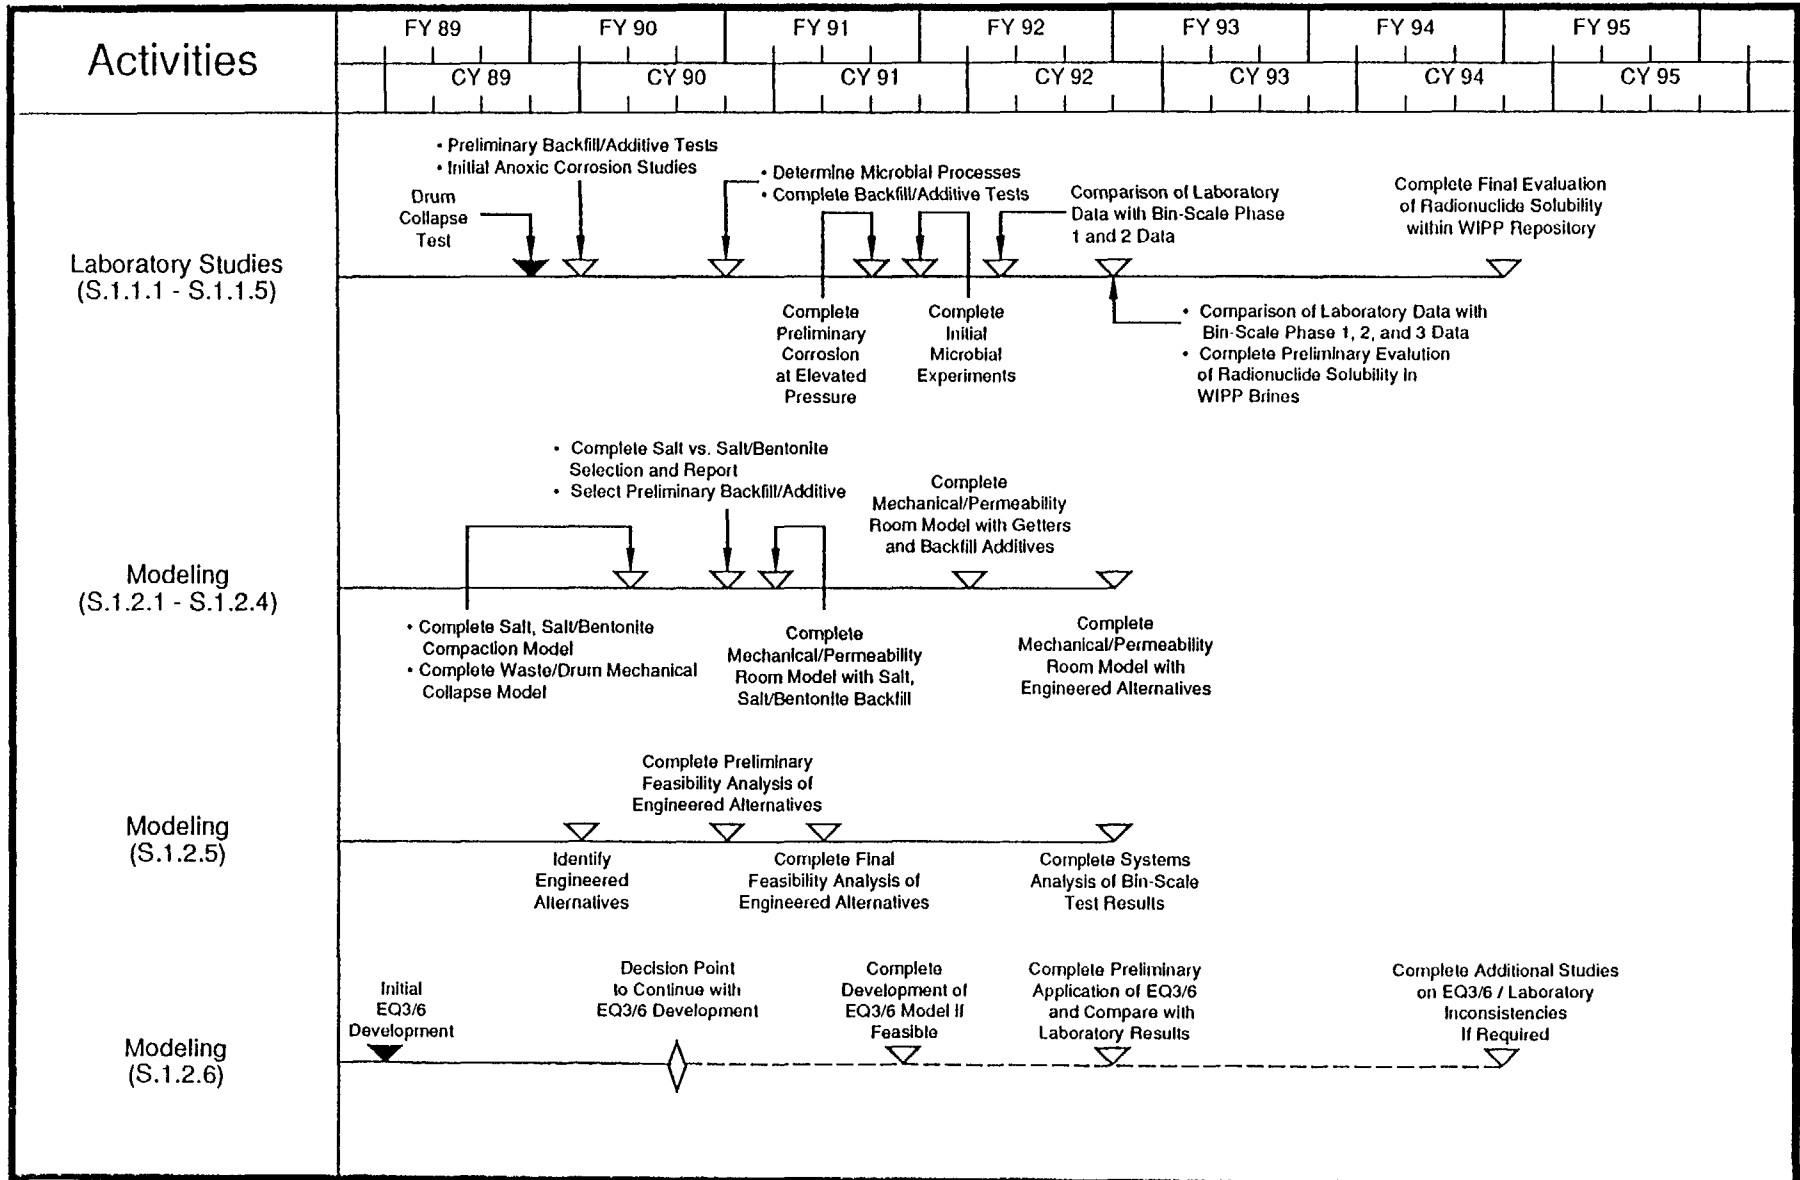 Activities
FY 89
FY 90
FY 91
FY 92
FY 93
FY 94
FY 95
CY 89
CY 90
CY 91
CY 92
CY 93
CY 94
CY 95
Laboratory Studies
(S.1.1.1 - S.1.1.5)
• Preliminary Backfill/Additive Tests
• Initial Anoxic Corrosion Studies
Drum
Collapse
Test
• Determine Microbial Processes
• Complete Backfill/Additive Tests
Comparison of Laboratory
Data with Bin-Scale Phase
1 and 2 Data
Complete Final Evaluation
of Radionuclide Solubility
within WIPP Repository
Complete
Preliminary
Corrosion
at Elevated
Pressure
Complete
Initial
Microbial
Experiments
• Comparison of Laboratory Data with
Bin-Scale Phase 1, 2, and 3 Data
• Complete Preliminary Evalution
of Radionuclide Solubility in
WIPP Brines
Modeling
(S.1.2.1 - S.1.2.4)
• Complete Salt vs. Salt/Bentonite
Selection and Report
• Select Preliminary Backfill/Additive
Complete
Mechanical/Permeability
Room Model with Getters
and Backfill Additives
• Complete Salt, Salt/Bentonite
Compaction Model
• Complete Waste/Drum Mechanical
Collapse Model
Complete
Mechanical/Permeability
Room Model with Salt,
Salt/Bentonite Backfill
Complete
Mechanical/Permeability
Room Model with
Engineered Alternatives
Modeling
(S.1.2.5)
Complete Preliminary
Feasibility Analysis of
Engineered Alternatives
Identify
Engineered
Alternatives
Complete Final
Feasibility Analysis of
Engineered Alternatives
Complete Systems
Analysis of Bin-Scale
Test Results
Modeling
(S.1.2.6)
Initial
EQ3/6
Development
Decision Point
to Continue with
EQ3/6 Development
Complete
Development of
EQ3/6 Model If
Feasible
Complete Preliminary
Application of EQ3/6
and Compare with
Laboratory Results
Complete Additional Studies
on EQ3/6 / Laboratory
Inconsistencies
If Required